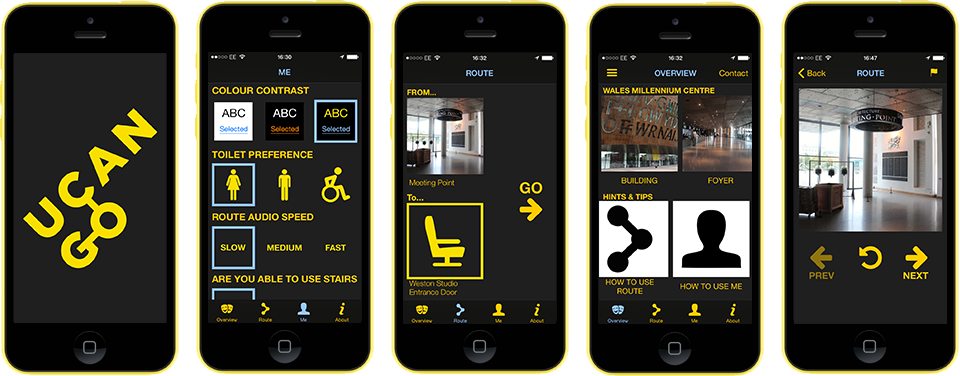 UCAN
GO
EE 16:30
ME
COLOUR CONTRAST
ABC ABC ABC
Selected Selected Selected
TOILET PREFERENCE
ROUTE AUDIO SPEED
SLOW MEDIUM FAST
ARE YOU ABLE TO USE STAIRS
Overview Route Me About
EE 16:32
ROUTE
FROM...
Meeting Point
GO
To...
Weston Studio
Entrance Door
Overview Route Me About
EE 16:32
OVERVIEW Contact
WALES MILLENNIUM CENTRE
BUILDING FOYER
HINTS & TIPS
HOW TO USE
ROUTE
HOW TO USE ME
Overview Route Me About
EE 16:47
Back ROUTE
PREV NEXT